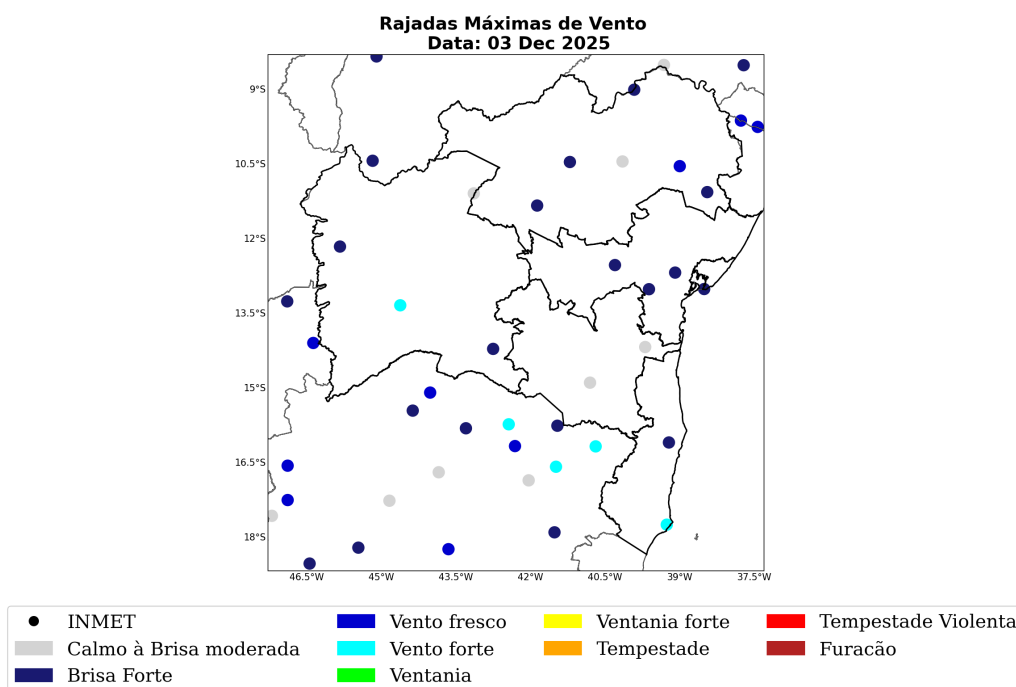 Rajadas Máximas de Vento
Data: 03 Dec 2025
9°S
10.5°S
12°S
13.5°S
15°S
16.5°S
18°S
46.5°W 45°W 43.5°W 42°W 40.5°W 39°W 37.5°W
INMET
Calmo à Brisa moderada
Brisa Forte
Vento fresco
Vento forte
Ventania
Ventania forte
Tempestade
Tempestade Violenta
Furacão